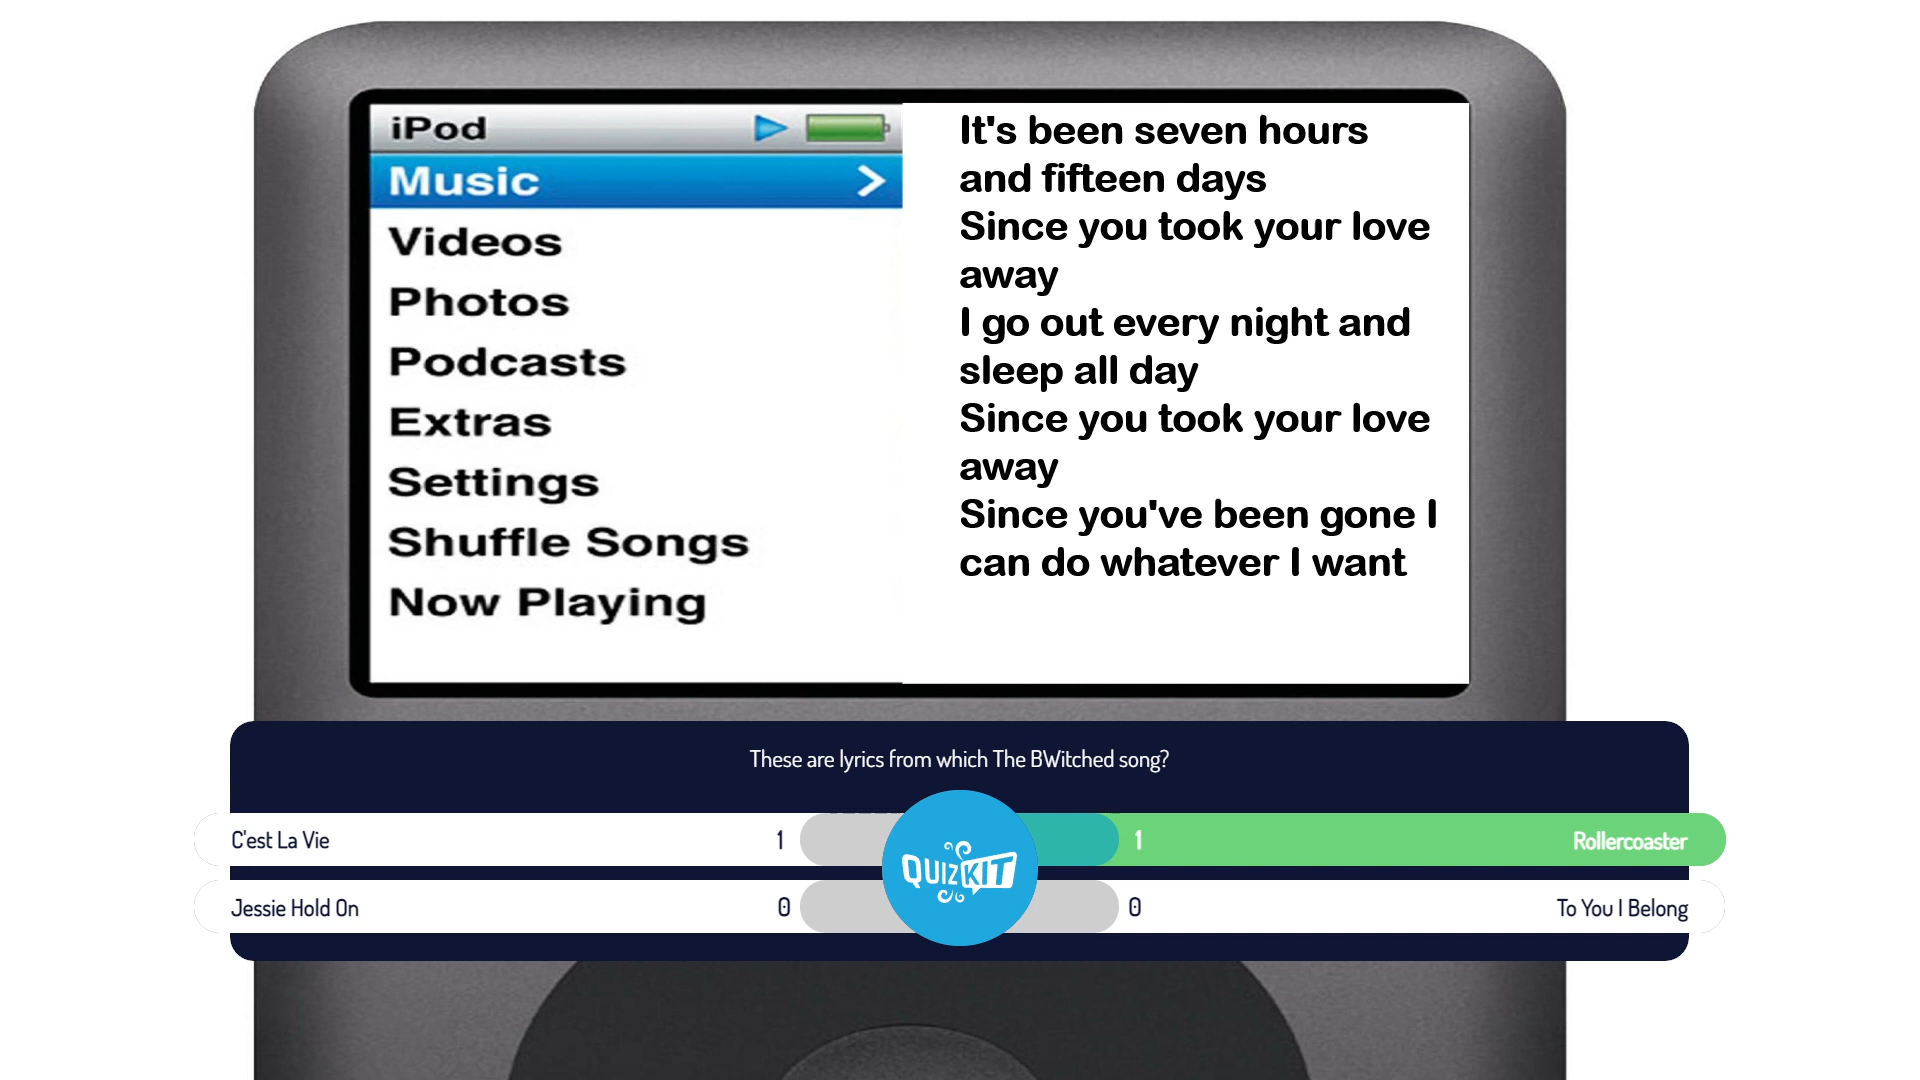 iPod
Music
Videos
Photos
Podcasts
Extras
Settings
Shuffle Songs
Now Playing
It's been seven hours
and fifteen days
Since you took your love
away
I go out every night and
sleep all day
Since you took your love
away
Since you've been gone I
can do whatever I want
These are lyrics from which The BWitched song?
C'est La Vie 1
1 Rollercoaster
Jessie Hold On 0
0 To You I Belong
QUIZKIT